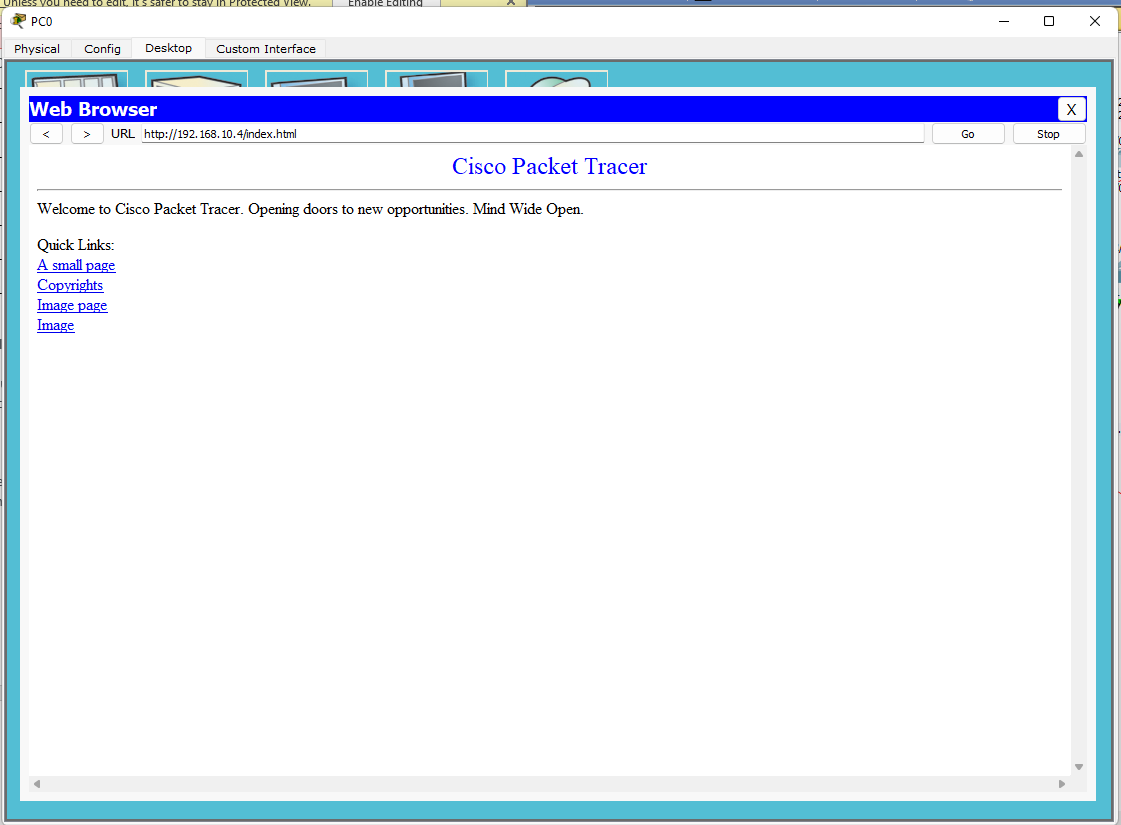 Unless you need to edit, it's safer to stay in Protected View.
Enable Editing
PC0
Physical
Config
Desktop
Custom Interface
Web Browser
X
<
>
URL
http://192.168.10.4/index.html
Go
Stop
Cisco Packet Tracer
Welcome to Cisco Packet Tracer. Opening doors to new opportunities. Mind Wide Open.
Quick Links:
A small page
Copyrights
Image page
Image